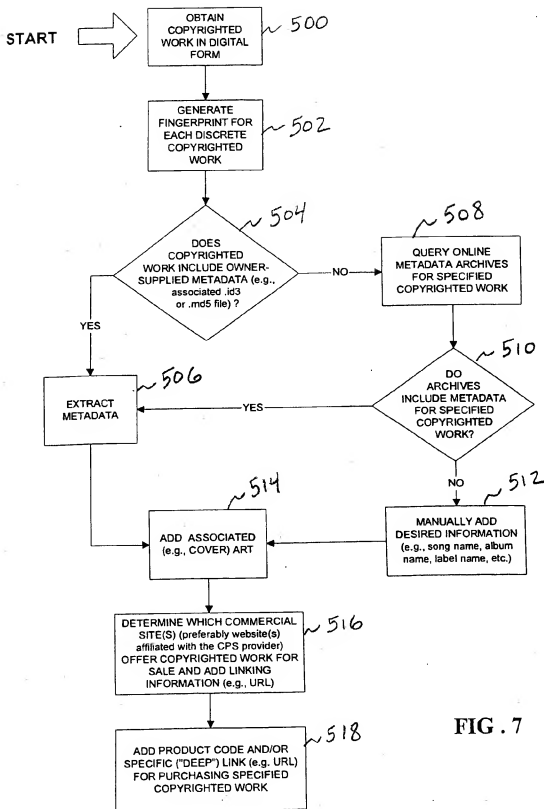 START
OBTAIN
COPYRIGHTED
WORK IN DIGITAL
FORM
500
GENERATE
FINGERPRINT FOR
EACH DISCRETE
COPYRIGHTED
WORK
502
504
DOES
COPYRIGHTED
WORK INCLUDE OWNER-
SUPPLIED METADATA (e.g.,
associated .id3
or .md5 file) ?
NO
508
QUERY ONLINE
METADATA ARCHIVES
FOR SPECIFIED
COPYRIGHTED WORK
YES
506
EXTRACT
METADATA
510
DO
ARCHIVES
INCLUDE METADATA
FOR SPECIFIED
COPYRIGHTED
WORK?
YES
NO
512
MANUALLY ADD
DESIRED INFORMATION
(e.g., song name, album
name, label name, etc.)
514
ADD ASSOCIATED
(e.g., COVER) ART
DETERMINE WHICH COMMERCIAL
SITE(S) (preferably website(s)
affiliated with the CPS provider)
OFFER COPYRIGHTED WORK FOR
SALE AND ADD LINKING
INFORMATION (e.g., URL)
516
ADD PRODUCT CODE AND/OR
SPECIFIC ("DEEP") LINK (e.g. URL)
FOR PURCHASING SPECIFIED
COPYRIGHTED WORK
518
FIG . 7